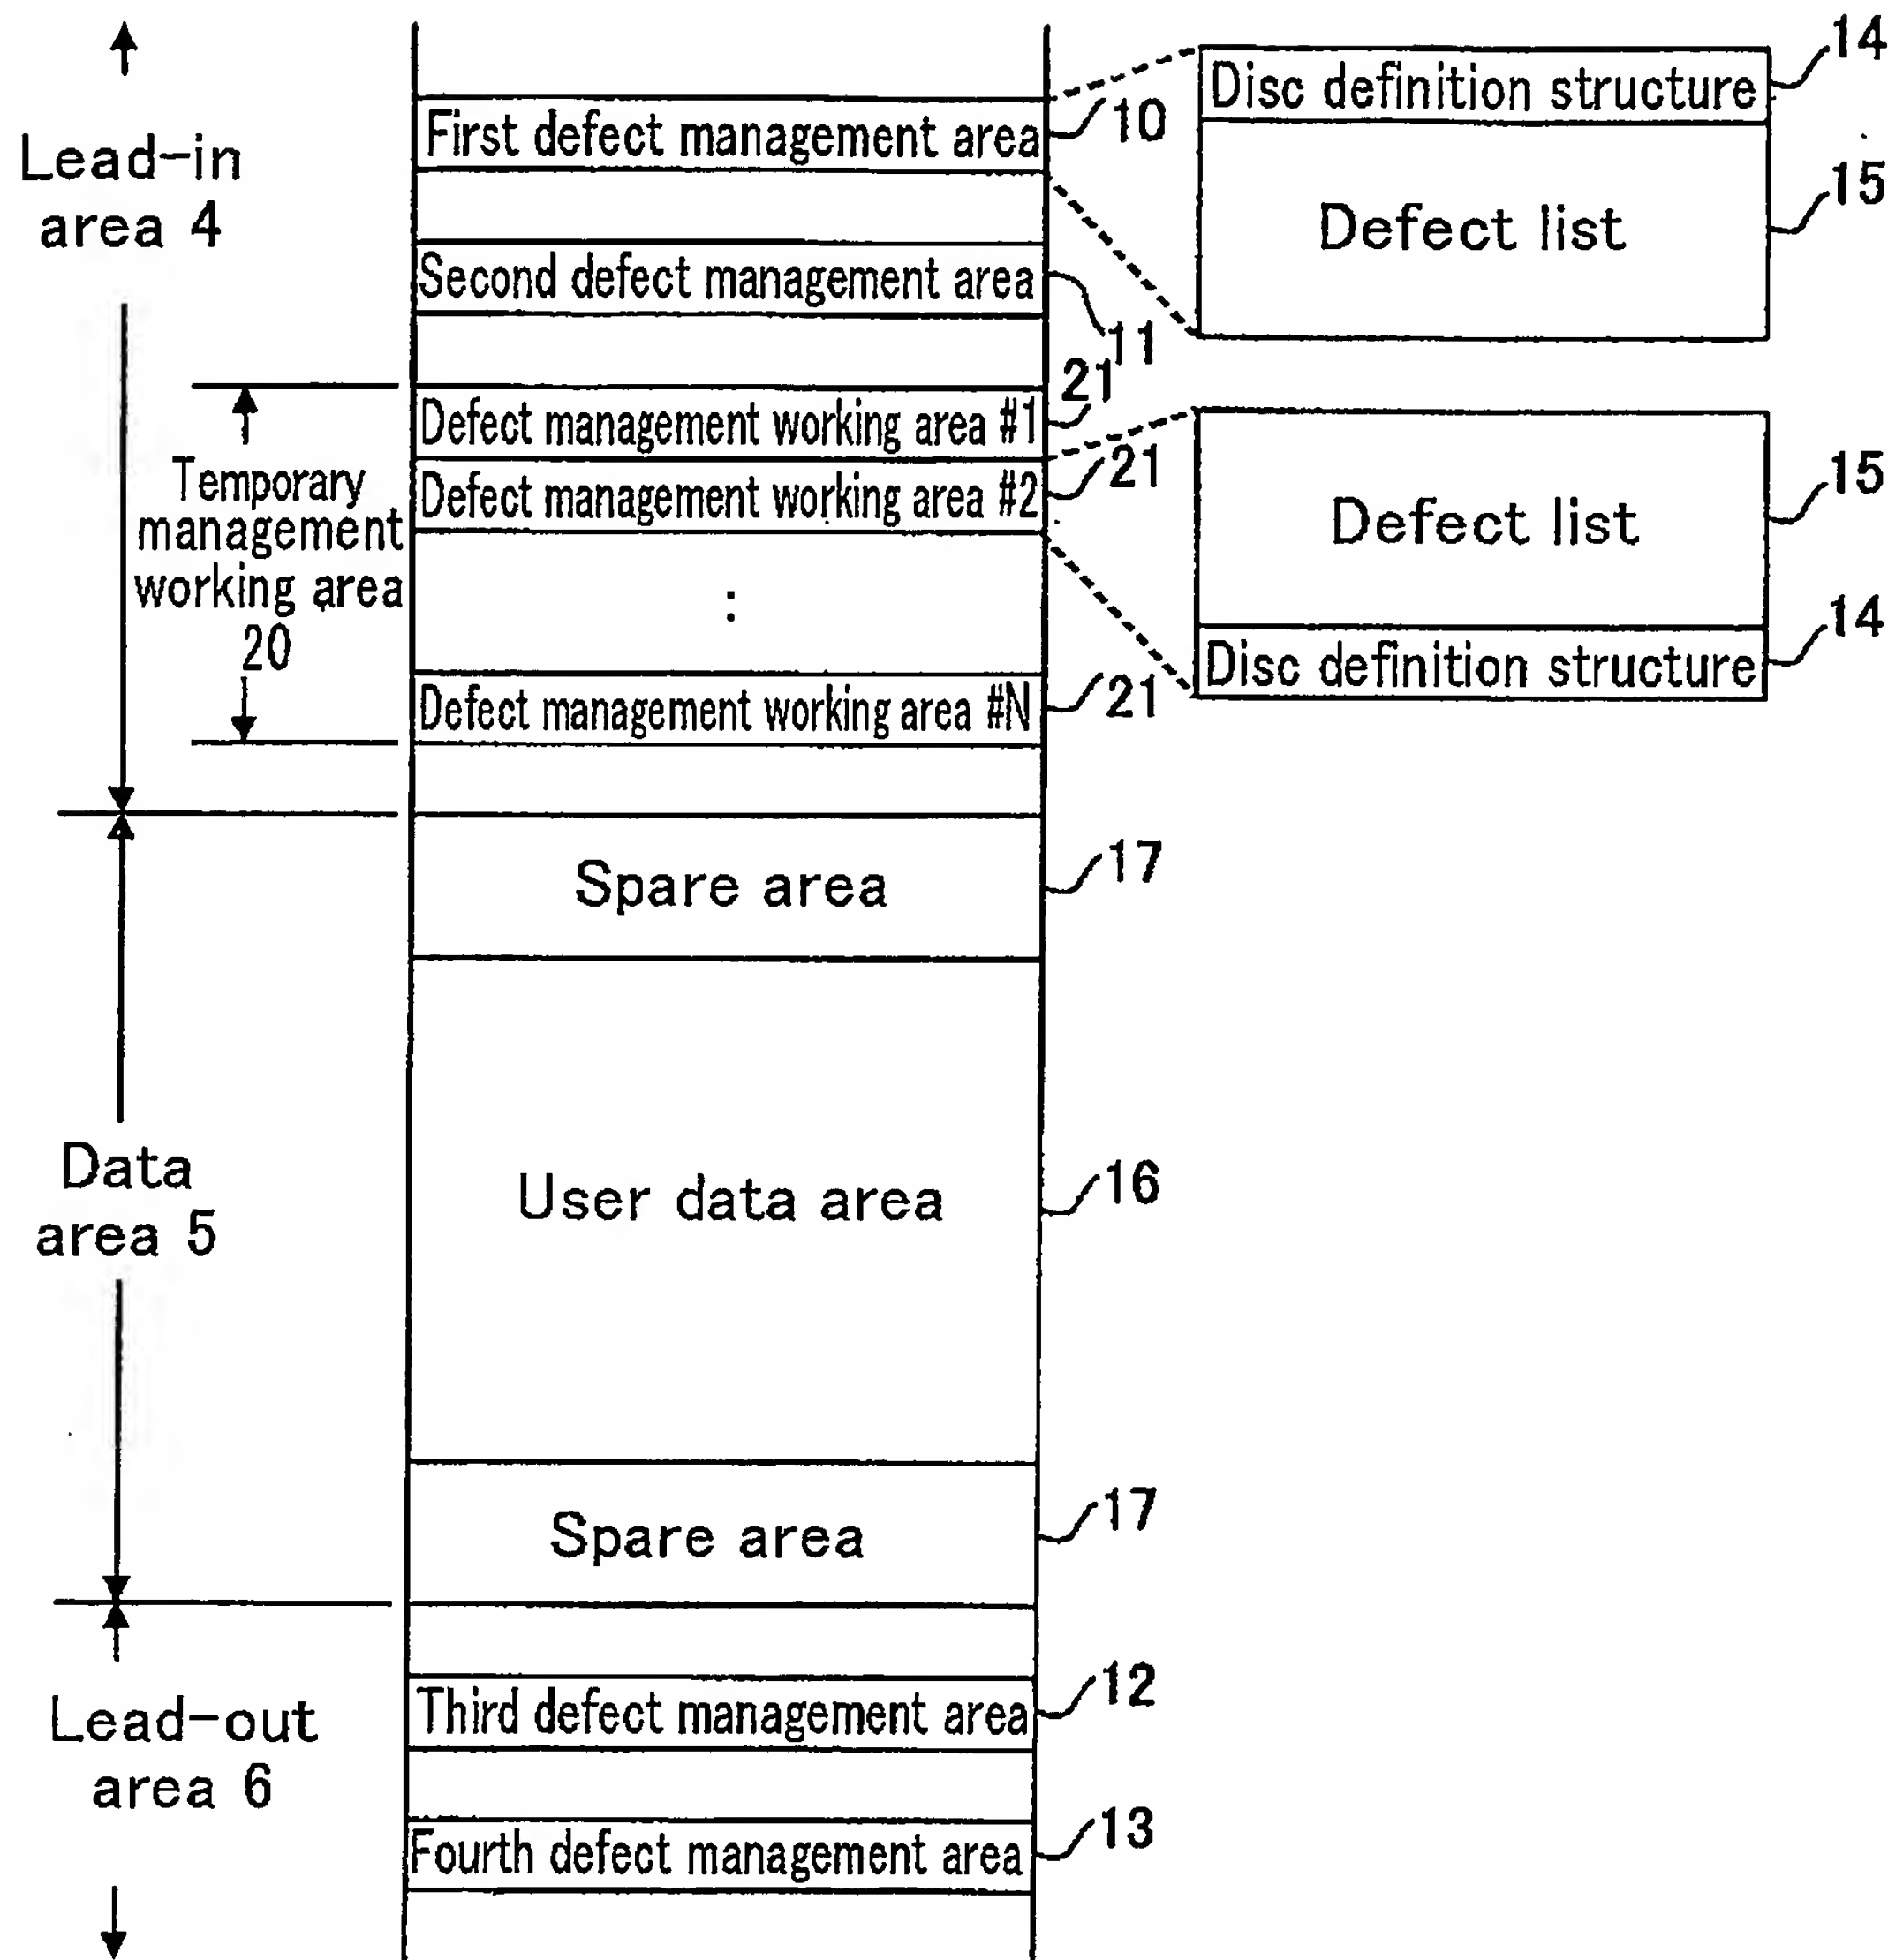 Lead-in
area 4
First defect management area
10
Disc definition structure
14
Defect list
15
Second defect management area
11
Temporary
management
working area
20
Defect management working area #1
21
Defect management working area #2
21
:
Defect management working area #N
21
Defect list
15
Disc definition structure
14
Data
area 5
Spare area
17
User data area
16
Spare area
17
Lead-out
area 6
Third defect management area
12
Fourth defect management area
13